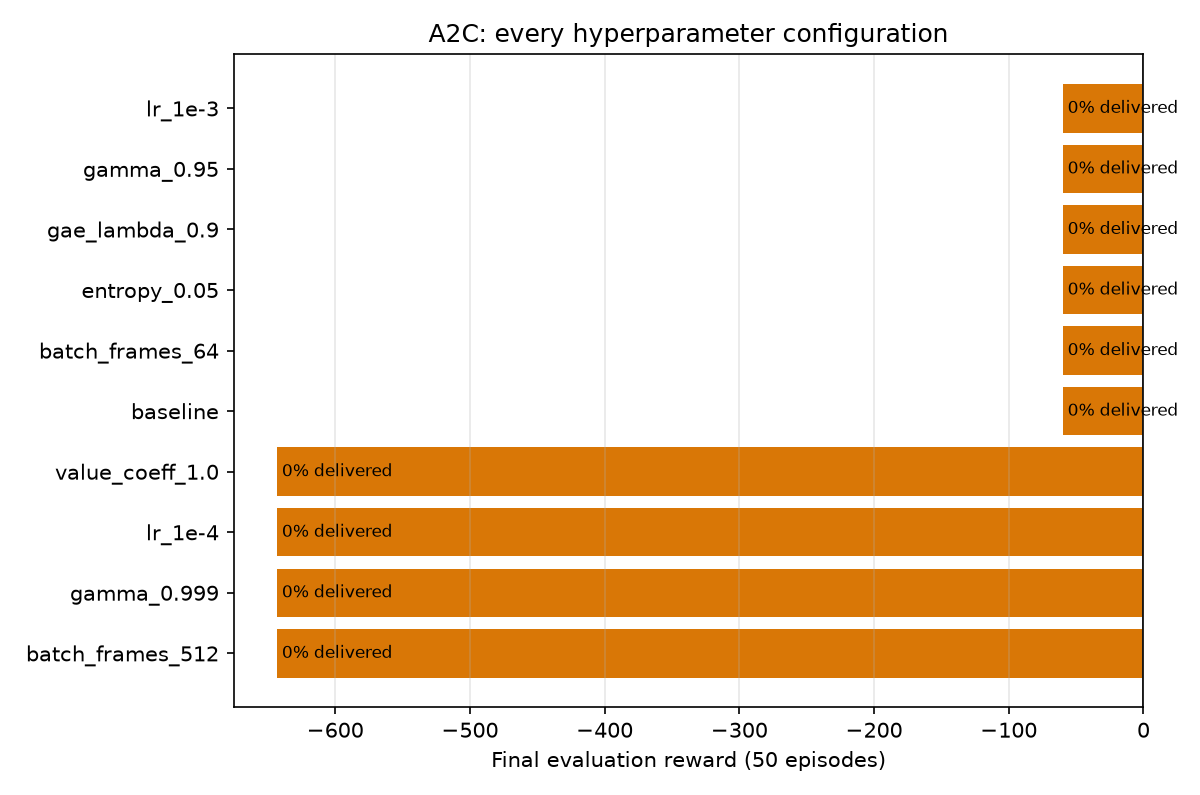 A2C: every hyperparameter configuration
lr_1e-3
0% delivered
gamma_0.95
0% delivered
gae_lambda_0.9
0% delivered
entropy_0.05
0% delivered
batch_frames_64
0% delivered
baseline
0% delivered
value_coeff_1.0
0% delivered
lr_1e-4
0% delivered
gamma_0.999
0% delivered
batch_frames_512
0% delivered
−600 −500 −400 −300 −200 −100 0
Final evaluation reward (50 episodes)